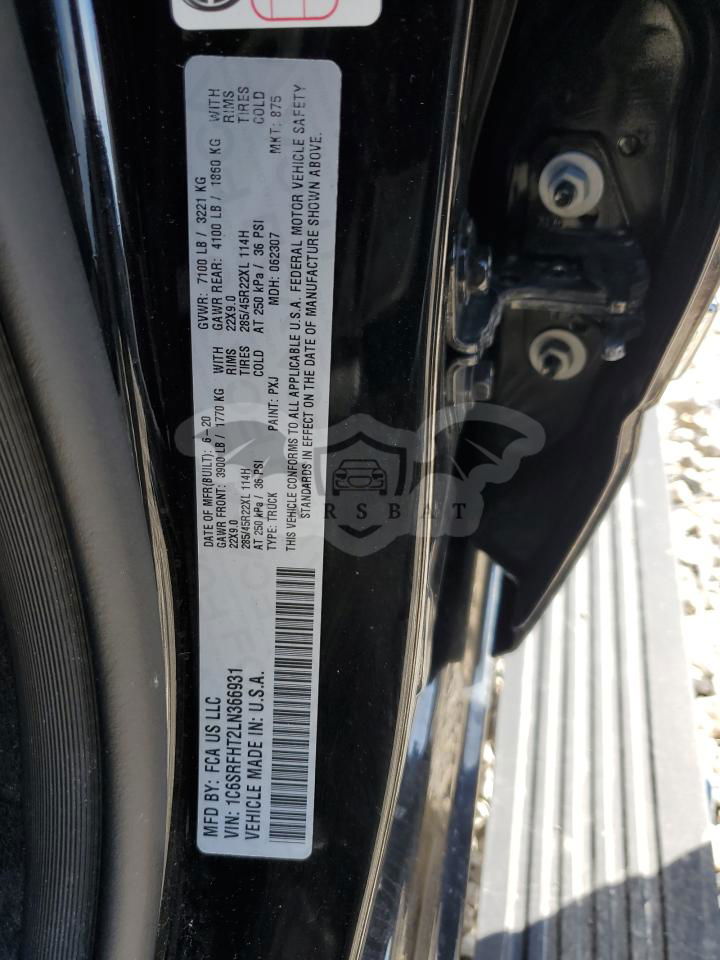 MFD BY: FCA US LLC
VIN: 1C6SRFHT2LN366931
VEHICLE MADE IN: U.S.A.
DATE OF MFR(BUILT): 6-20
GAWR FRONT: 3900 LB / 1770 KG WITH
22X9.0 RIMS
285/45R22XL 114H TIRES
AT 250 kPa / 36 PSI COLD
TYPE: TRUCK PAINT: PXJ
GVWR: 7100 LB / 3221 KG
GAWR REAR: 4100 LB / 1860 KG WITH
22X9.0 RIMS
285/45R22XL 114H TIRES
AT 250 kPa / 36 PSI COLD
MDH: 062307 MKT: 875
THIS VEHICLE CONFORMS TO ALL APPLICABLE U.S.A. FEDERAL MOTOR VEHICLE SAFETY
STANDARDS IN EFFECT ON THE DATE OF MANUFACTURE SHOWN ABOVE.